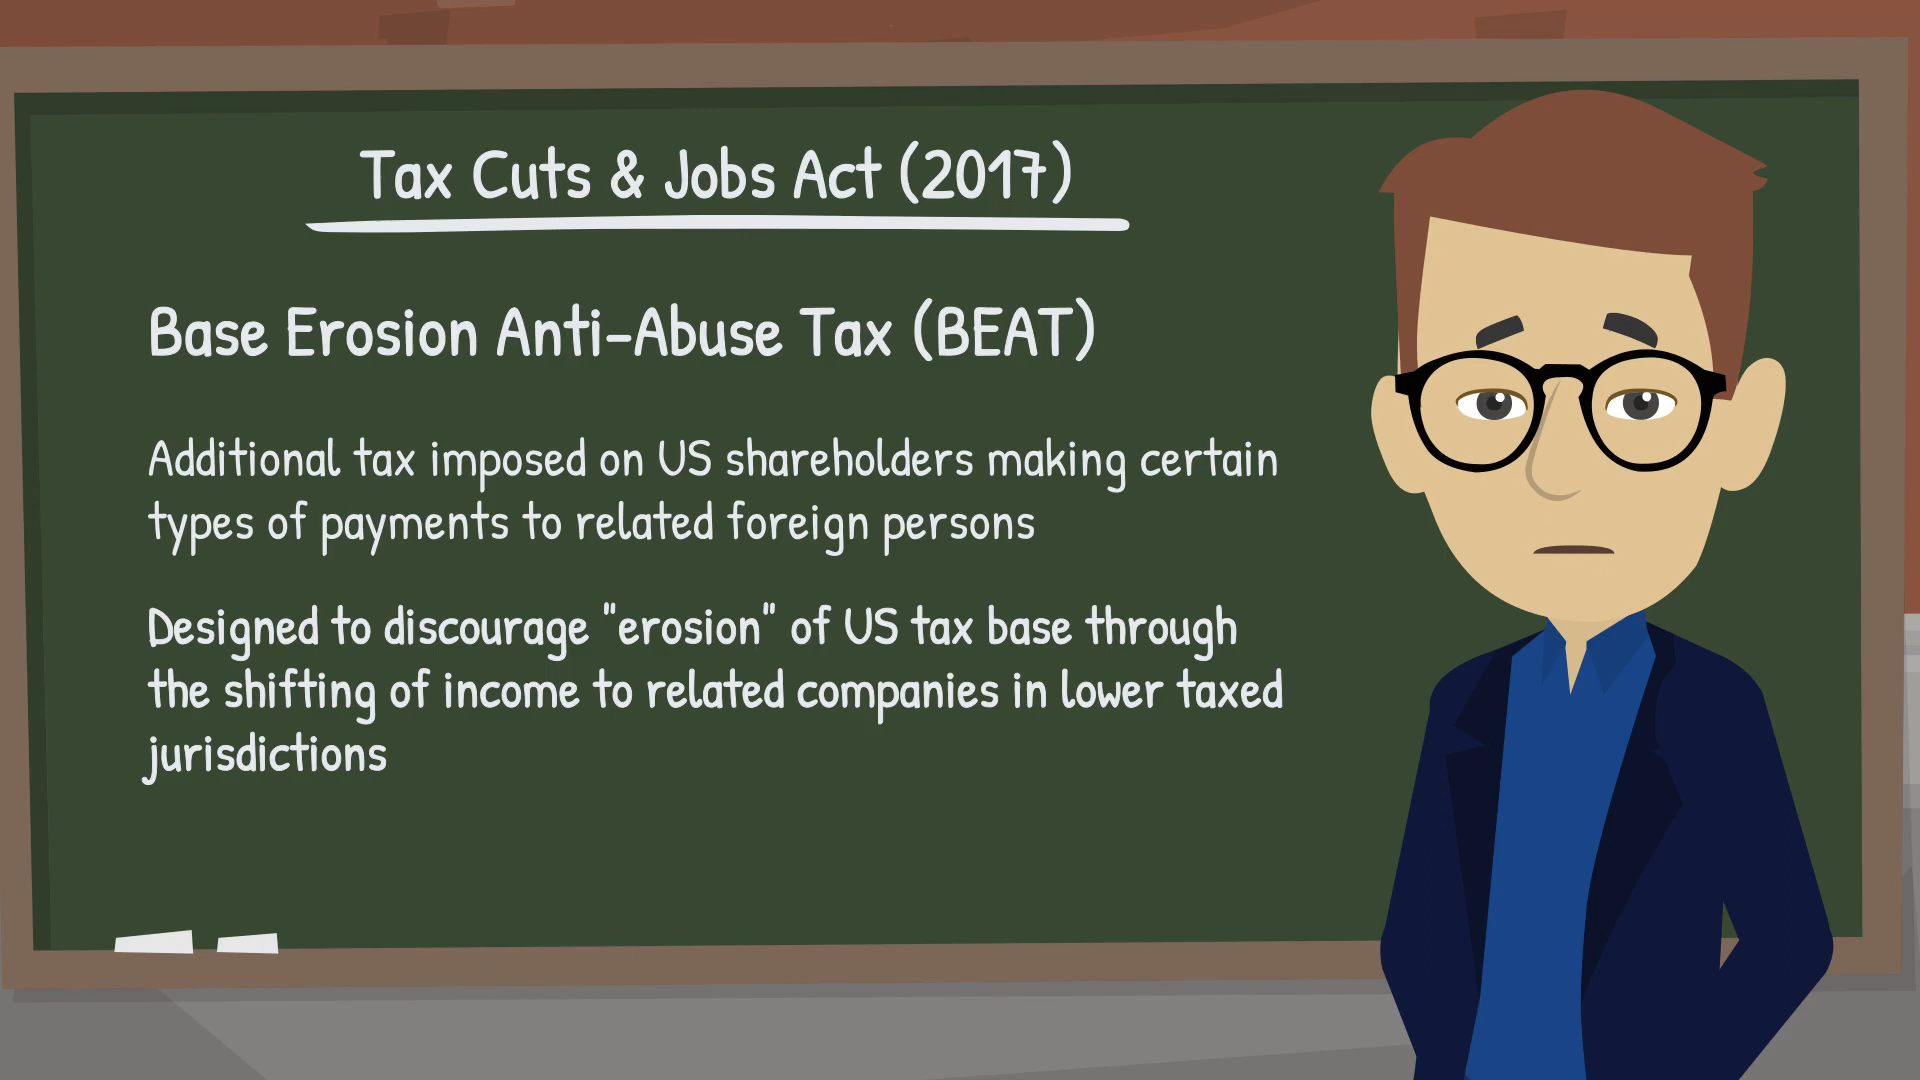 Tax Cuts & Jobs Act (2017)
Base Erosion Anti-Abuse Tax (BEAT)
Additional tax imposed on US shareholders making certain
types of payments to related foreign persons
Designed to discourage "erosion" of US tax base through
the shifting of income to related companies in lower taxed
jurisdictions